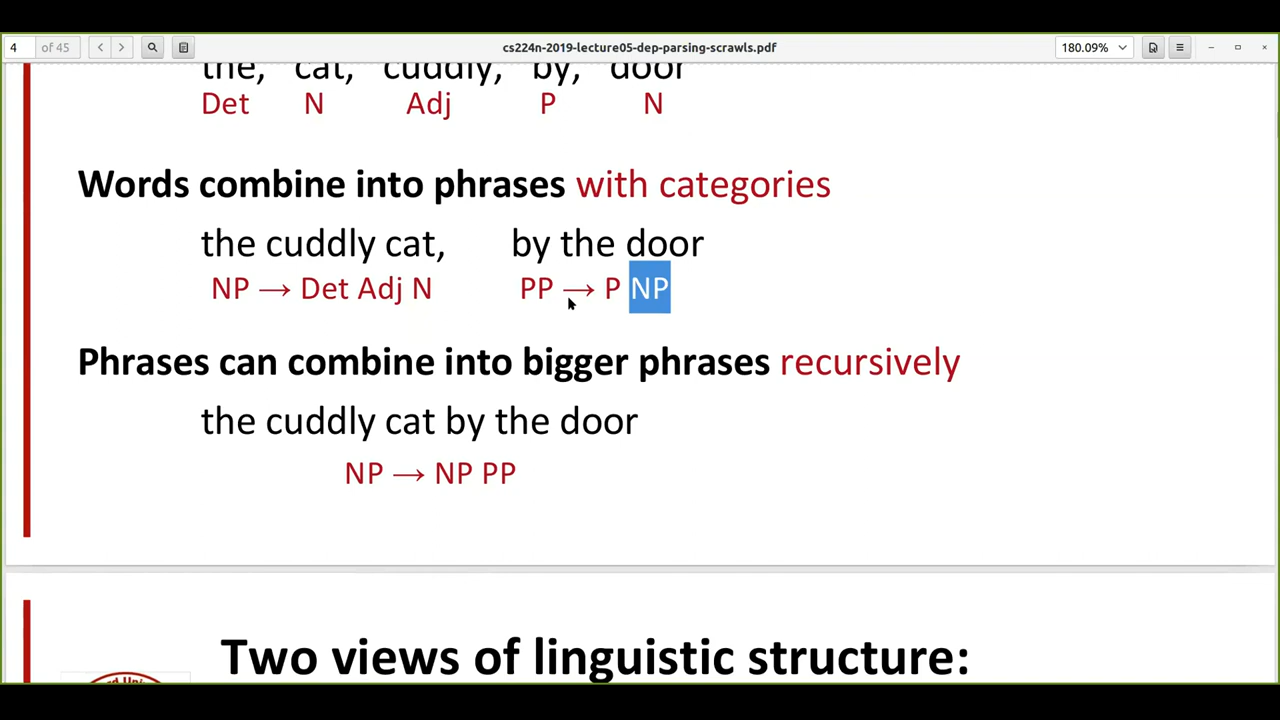 4 of 45 cs224n-2019-lecture05-dep-parsing-scrawls.pdf 180.09%
the, cat, cuddly, by, door
Det N Adj P N
Words combine into phrases with categories
the cuddly cat, by the door
NP → Det Adj N PP → P NP
Phrases can combine into bigger phrases recursively
the cuddly cat by the door
NP → NP PP
Two views of linguistic structure: